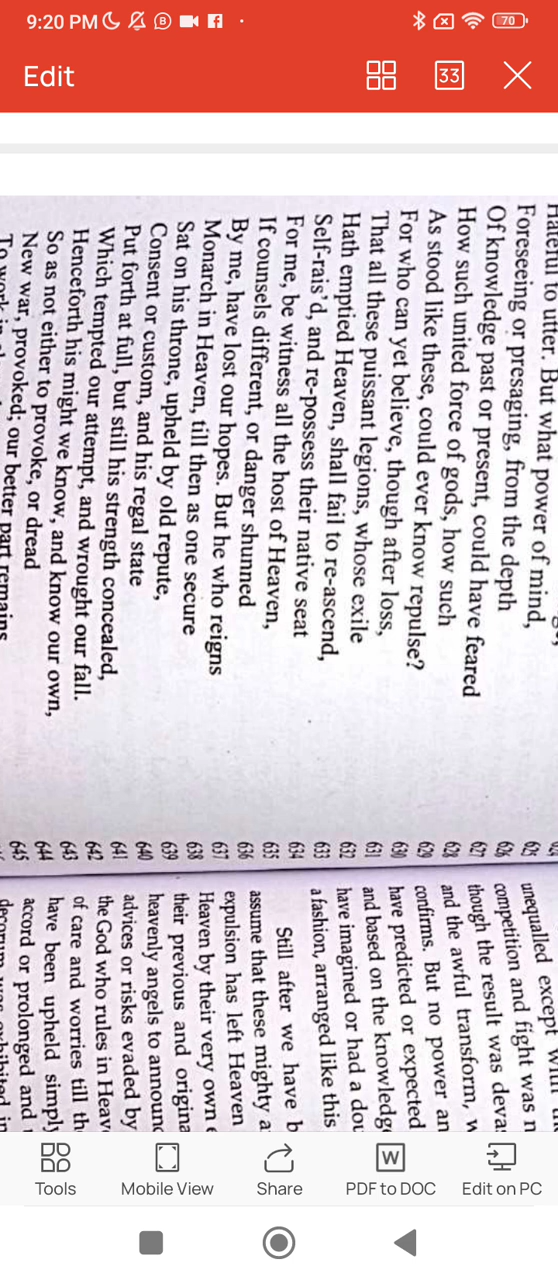 9:20 PM
70
Edit
33
to utter. But what power of mind,
Foreseeing or presaging, from the depth
Of knowledge past or present, could have feared
How such united force of gods, how such
As stood like these, could ever know repulse?
For who can yet believe, though after loss,
That all these puissant legions, whose exile
Hath emptied Heaven, shall fail to re-ascend,
Self-rais'd, and re-possess their native seat
For me, be witness all the host of Heaven,
If counsels different, or danger shunned
By me, have lost our hopes. But he who reigns
Monarch in Heaven, till then as one secure
Sat on his throne, upheld by old repute,
Consent or custom, and his regal state
Put forth at full, but still his strength concealed,
Which tempted our attempt, and wrought our fall.
Henceforth his might we know, and know our own,
So as not either to provoke, or dread
New war, provoked; our better part remains
625
626
627
628
629
630
631
632
633
634
635
636
637
638
639
640
641
642
643
644
645
unequalled except
competition and fight was
though the result was
and the awful transform,
confirms. But no power
have predicted or expected
and based on the
have imagined or had a
a fashion, arranged like this
Still after we have
assume that these mighty
expulsion has left Heaven
Heaven by their very own
their previous and
heavenly angels to
advices or risks evaded by
the God who rules in
of care and worries till
have been upheld
accord or prolonged and
Tools
Mobile View
Share
W
PDF to DOC
Edit on PC